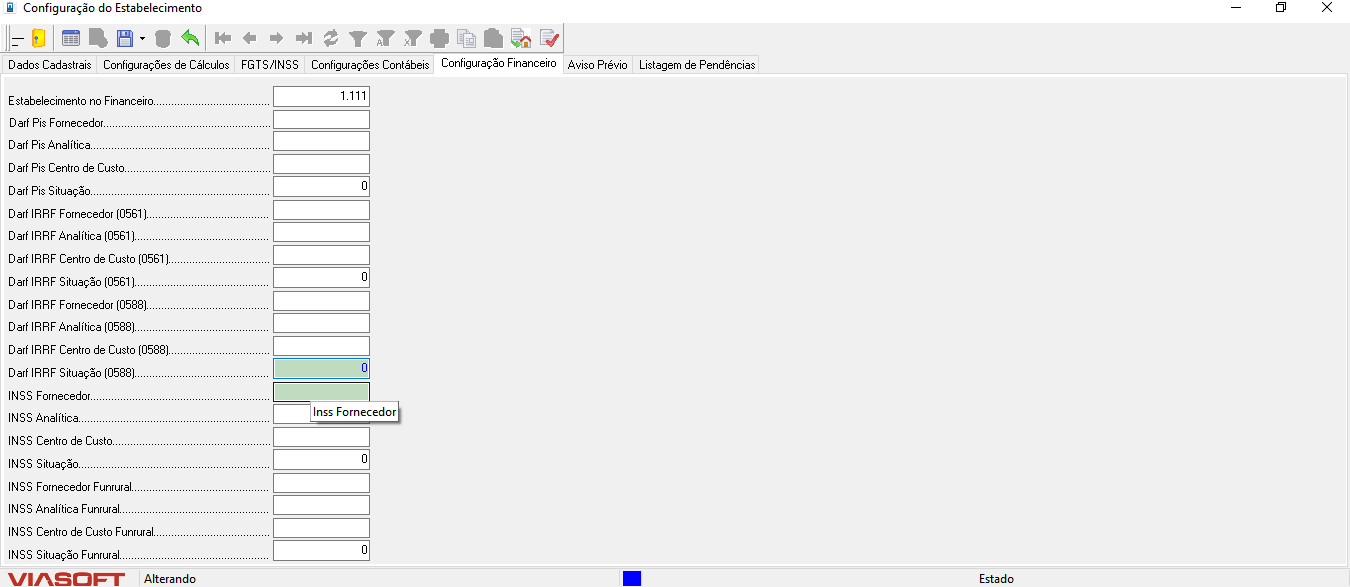 Configuração do Estabelecimento
Dados Cadastrais Configurações de Cálculos FGTS/INSS Configurações Contábeis Configuração Financeiro Aviso Prévio Listagem de Pendências
Estabelecimento no Financeiro 1.111
Darf Pis Fornecedor
Darf Pis Analítica
Darf Pis Centro de Custo
Darf Pis Situação 0
Darf IRRF Fornecedor (0561)
Darf IRRF Analítica (0561)
Darf IRRF Centro de Custo (0561)
Darf IRRF Situação (0561) 0
Darf IRRF Fornecedor (0588)
Darf IRRF Analítica (0588)
Darf IRRF Centro de Custo (0588)
Darf IRRF Situação (0588) 0
INSS Fornecedor
Inss Fornecedor
INSS Analítica
INSS Centro de Custo
INSS Situação 0
INSS Fornecedor Funrural
INSS Analítica Funrural
INSS Centro de Custo Funrural
INSS Situação Funrural 0
VIASOFT Alterando Estado